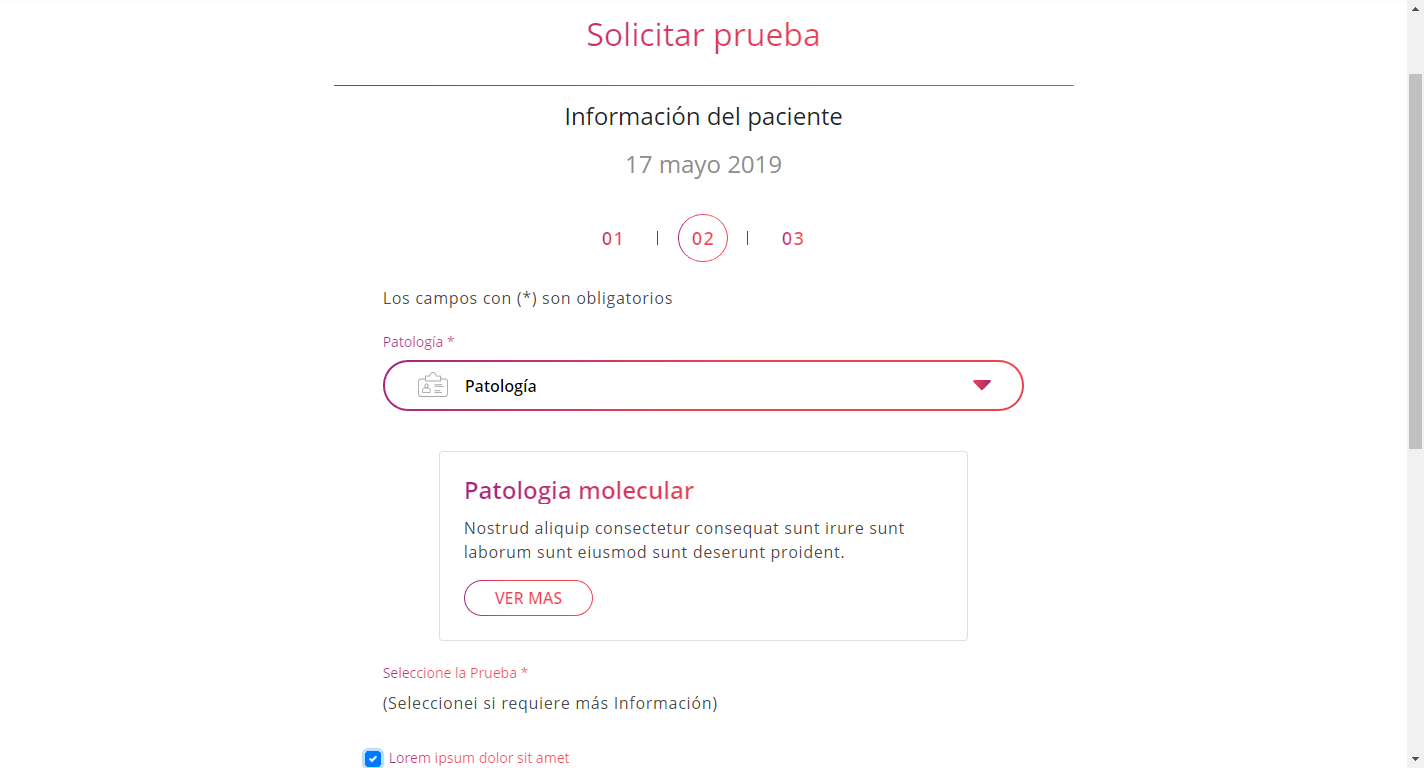 Solicitar prueba
Información del paciente
17 mayo 2019
01 | 02 | 03
Los campos con (*) son obligatorios
Patología *
Patología
Patologia molecular
Nostrud aliquip consectetur consequat sunt irure sunt
laborum sunt eiusmod sunt deserunt proident.
VER MAS
Seleccione la Prueba *
(Seleccionei si requiere más Información)
Lorem ipsum dolor sit amet